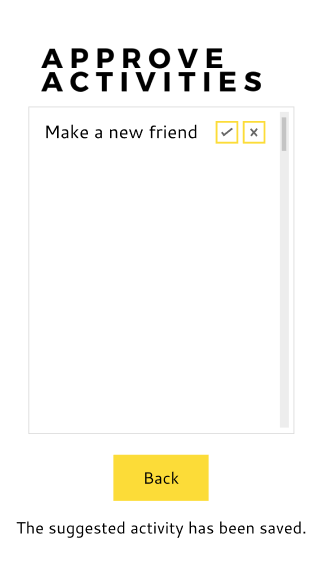 APPROVE
ACTIVITIES
Make a new friend
Back
The suggested activity has been saved.